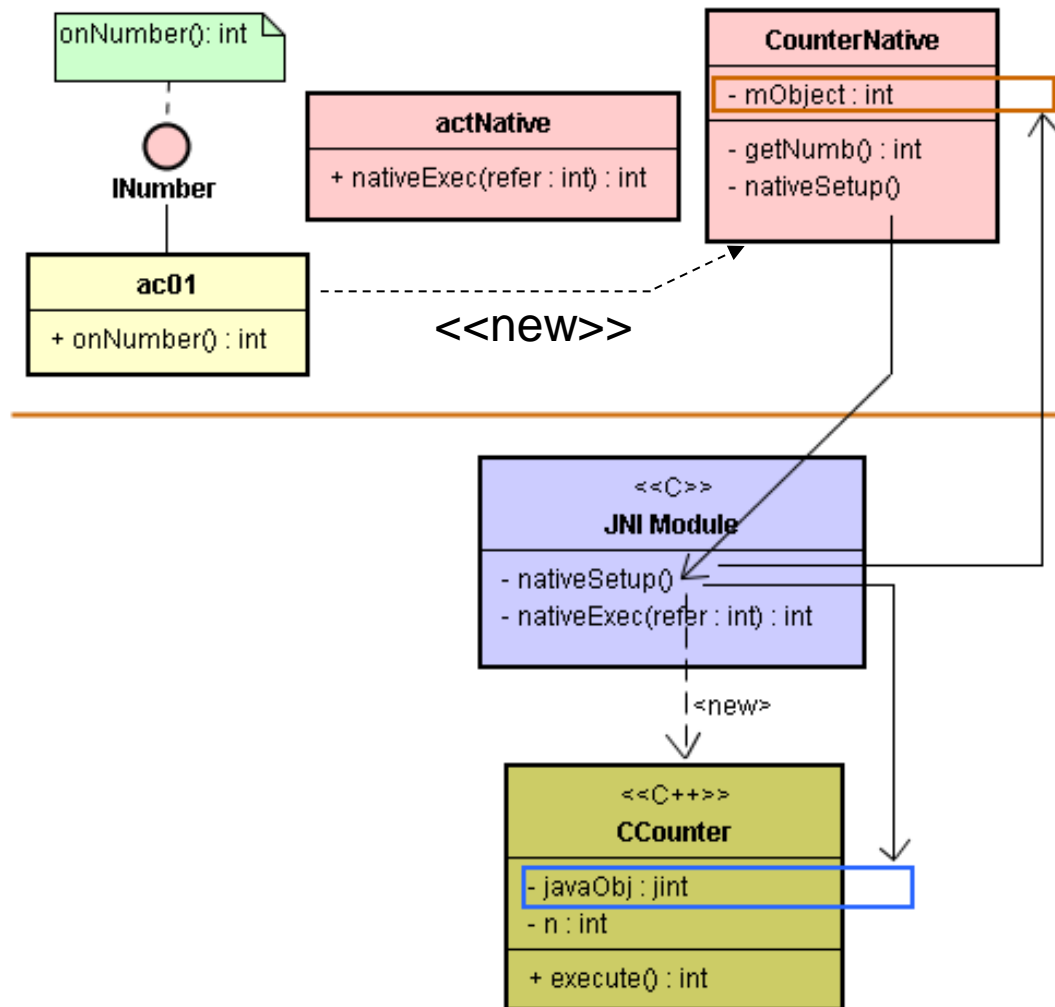 onNumber(): int
INumber
ac01
+ onNumber() : int
actNative
+ nativeExec(refer : int) : int
CounterNative
- mObject : int
- getNumb() : int
- nativeSetup()
<<new>>
<<C>>
JNI Module
- nativeSetup()
- nativeExec(refer : int) : int
<new>
<<C++>>
CCounter
- javaObj : jint
- n : int
+ execute() : int